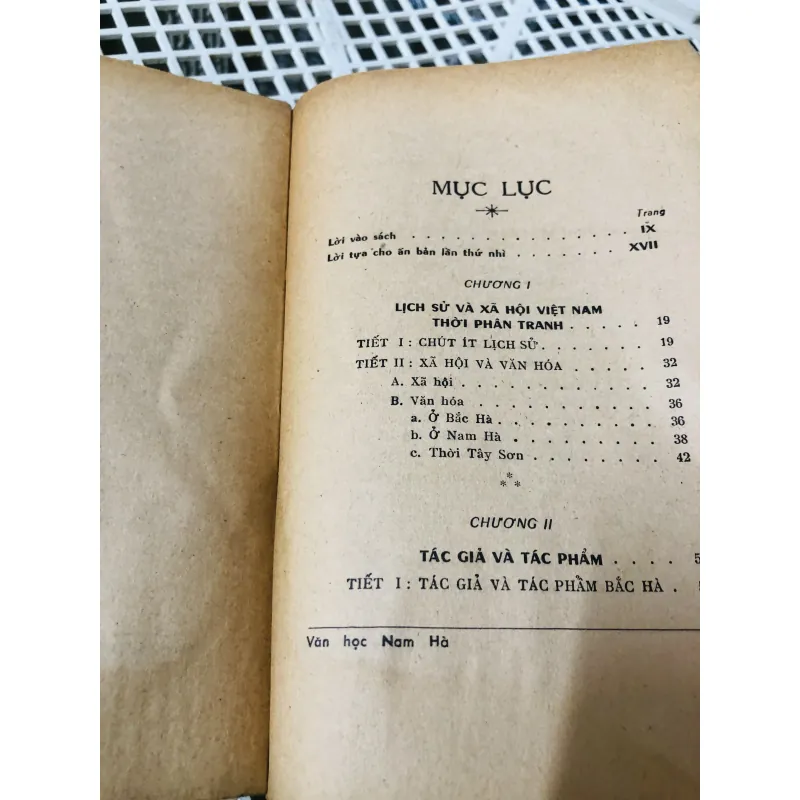 MỤC LỤC
Trang
Lời vào sách . . . . . . . . . . . . . . IX
Lời tựa cho ấn bản lần thứ nhì . . . . . . . XVII
CHƯƠNG I
LỊCH SỬ VÀ XÃ HỘI VIỆT NAM
THỜI PHÂN TRANH . . . . . 19
TIẾT I : CHÚT ÍT LỊCH SỬ . . . . . . . 19
TIẾT II : XÃ HỘI VÀ VĂN HÓA . . . . . . 32
A. Xã hội . . . . . . . . . . . 32
B. Văn hóa . . . . . . . . . . 36
a. Ở Bắc Hà . . . . . . . . . 36
b. Ở Nam Hà . . . . . . . . 38
c. Thời Tây Sơn . . . . . . . 42
* * *
CHƯƠNG II
TÁC GIẢ VÀ TÁC PHẨM . . . .
TIẾT I : TÁC GIẢ VÀ TÁC PHẨM BẮC HÀ .
Văn học Nam Hà